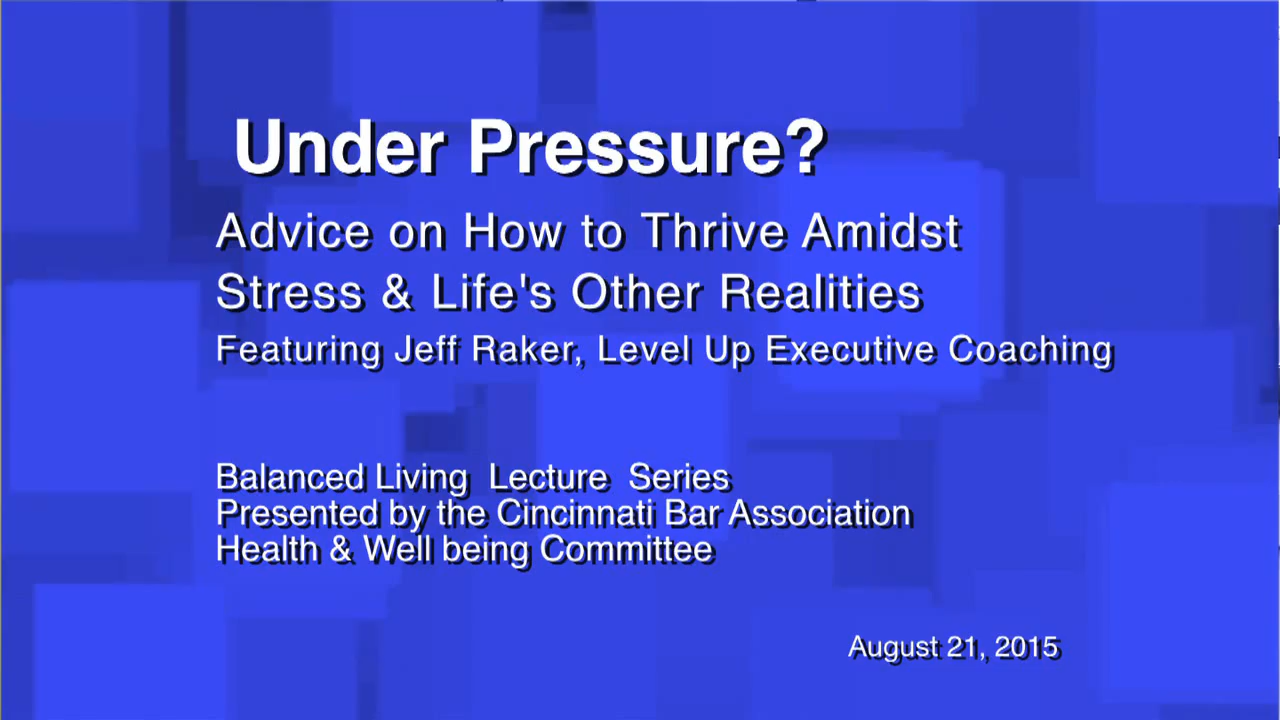 Under Pressure?
Advice on How to Thrive Amidst
Stress & Life's Other Realities
Featuring Jeff Raker, Level Up Executive Coaching
Balanced Living Lecture Series
Presented by the Cincinnati Bar Association
Health & Well being Committee
August 21, 2015